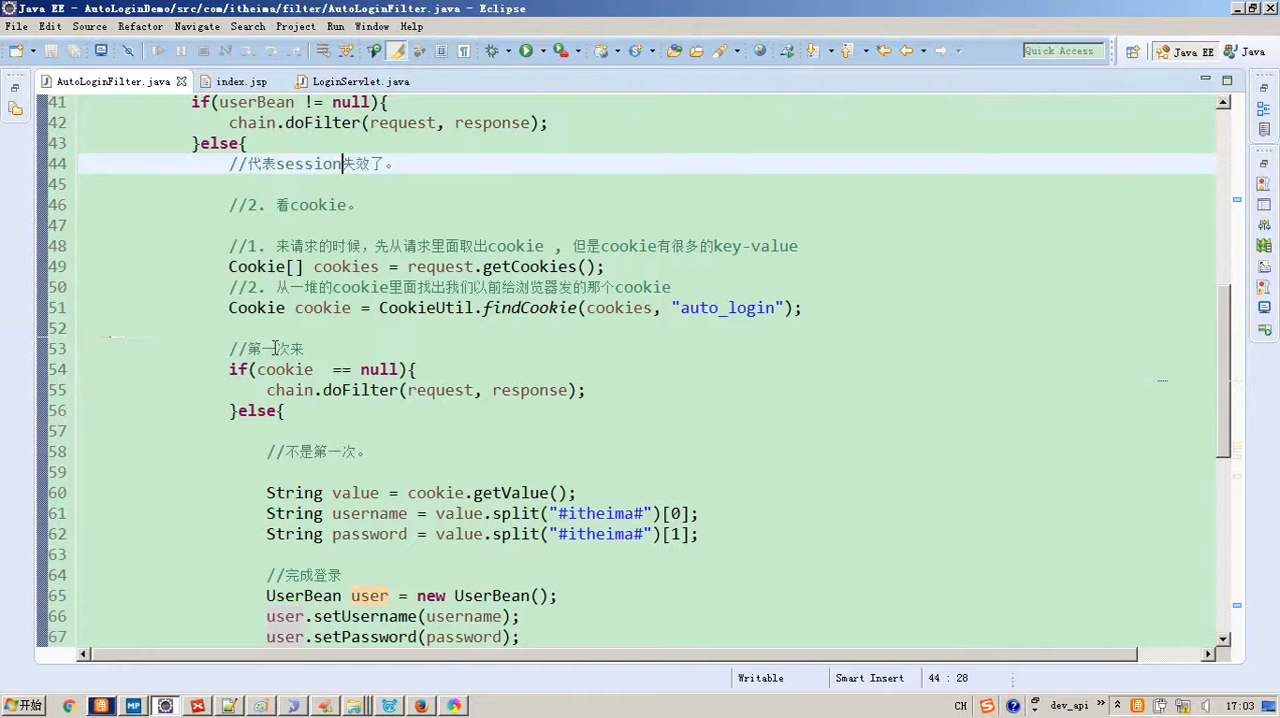 Java EE - AutoLoginDemo/src/com/itheima/filter/AutoLoginFilter.java - Eclipse
File Edit Source Refactor Navigate Search Project Run Window Help
Quick Access Java EE Java
AutoLoginFilter.java index.jsp LoginServlet.java
41 if(userBean != null){
42 chain.doFilter(request, response);
43 }else{
44 //代表session失效了。
45
46 //2. 看cookie。
47
48 //1. 来请求的时候，先从请求里面取出cookie , 但是cookie有很多的key-value
49 Cookie[] cookies = request.getCookies();
50 //2. 从一堆的cookie里面找出我们以前给浏览器发的那个cookie
51 Cookie cookie = CookieUtil.findCookie(cookies, "auto_login");
52
53 //第一次来
54 if(cookie  == null){
55 chain.doFilter(request, response);
56 }else{
57
58 //不是第一次。
59
60 String value = cookie.getValue();
61 String username = value.split("#itheima#")[0];
62 String password = value.split("#itheima#")[1];
63
64 //完成登录
65 UserBean user = new UserBean();
66 user.setUsername(username);
67 user.setPassword(password);
Writable Smart Insert 44 : 28
开始 MP CH dev_api 17:03